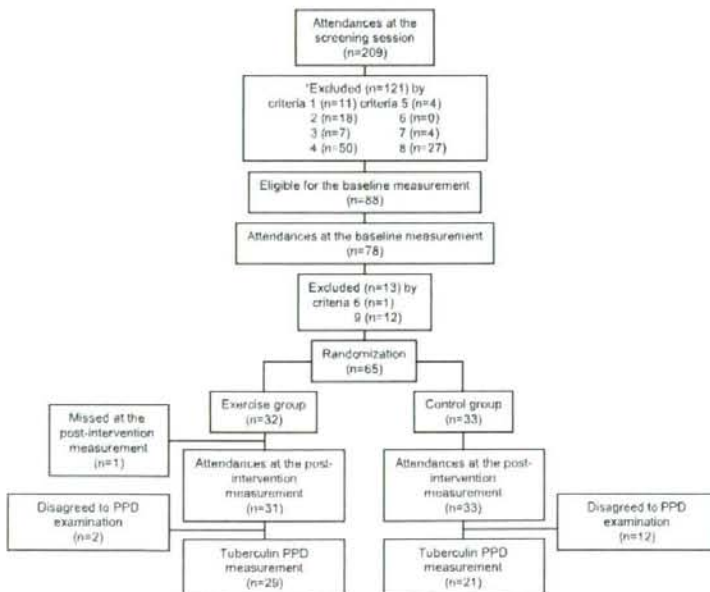 Attendances at the
screening session
(n=209)
*Excluded (n=121) by
criteria 1 (n=11) criteria 5 (n=4)
2 (n=18) 6 (n=0)
3 (n=7) 7 (n=4)
4 (n=50) 8 (n=27)
Eligible for the baseline measurement
(n=88)
Attendances at the baseline measurement
(n=78)
Excluded (n=13) by
criteria 6 (n=1)
9 (n=12)
Randomization
(n=65)
Exercise group
(n=32)
Control group
(n=33)
Missed at the
post-intervention
measurement
(n=1)
Attendances at the post-
intervention
measurement
(n=31)
Attendances at the post-
intervention
measurement
(n=33)
Disagreed to PPD
examination
(n=2)
Disagreed to PPD
examination
(n=12)
Tuberculin PPD
measurement
(n=29)
Tuberculin PPD
measurement
(n=21)